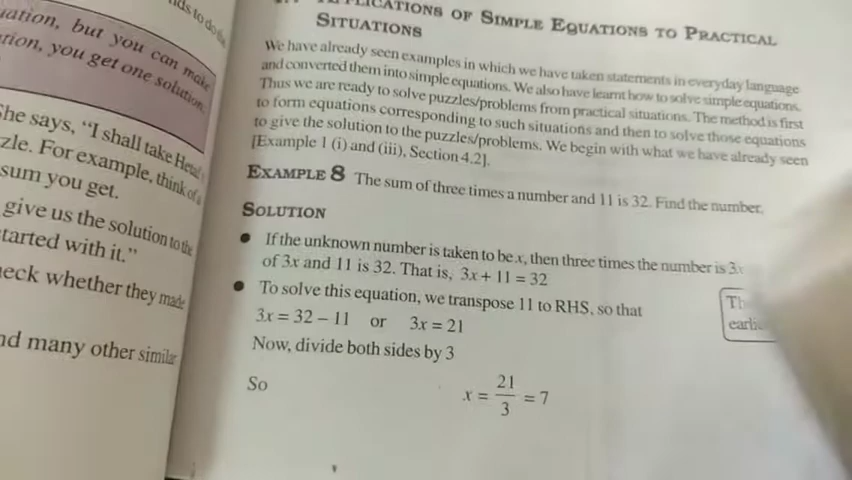 ation, but you can make
tion, you get one solution.
he says, "I shall take
zle. For example, think of
sum you get.
give us the solution to the
tarted with it."
eck whether they made
nd many other similar
OF SIMPLE EQUATIONS TO PRACTICAL
SITUATIONS
We have already seen examples in which we have taken statements in everyday language
and converted them into simple equations. We also have learnt how to solve simple equations.
Thus we are ready to solve puzzles/problems from practical situations. The method is first
to form equations corresponding to such situations and then to solve those equations
to give the solution to the puzzles/problems. We begin with what we have already seen
[Example 1 (i) and (iii), Section 4.2].
EXAMPLE 8 The sum of three times a number and 11 is 32. Find the number.
SOLUTION
• If the unknown number is taken to be x, then three times the number is 3x
of 3x and 11 is 32. That is, 3x + 11 = 32
• To solve this equation, we transpose 11 to RHS, so that
3x = 32 – 11 or 3x = 21
Now, divide both sides by 3
So x = 21/3 = 7